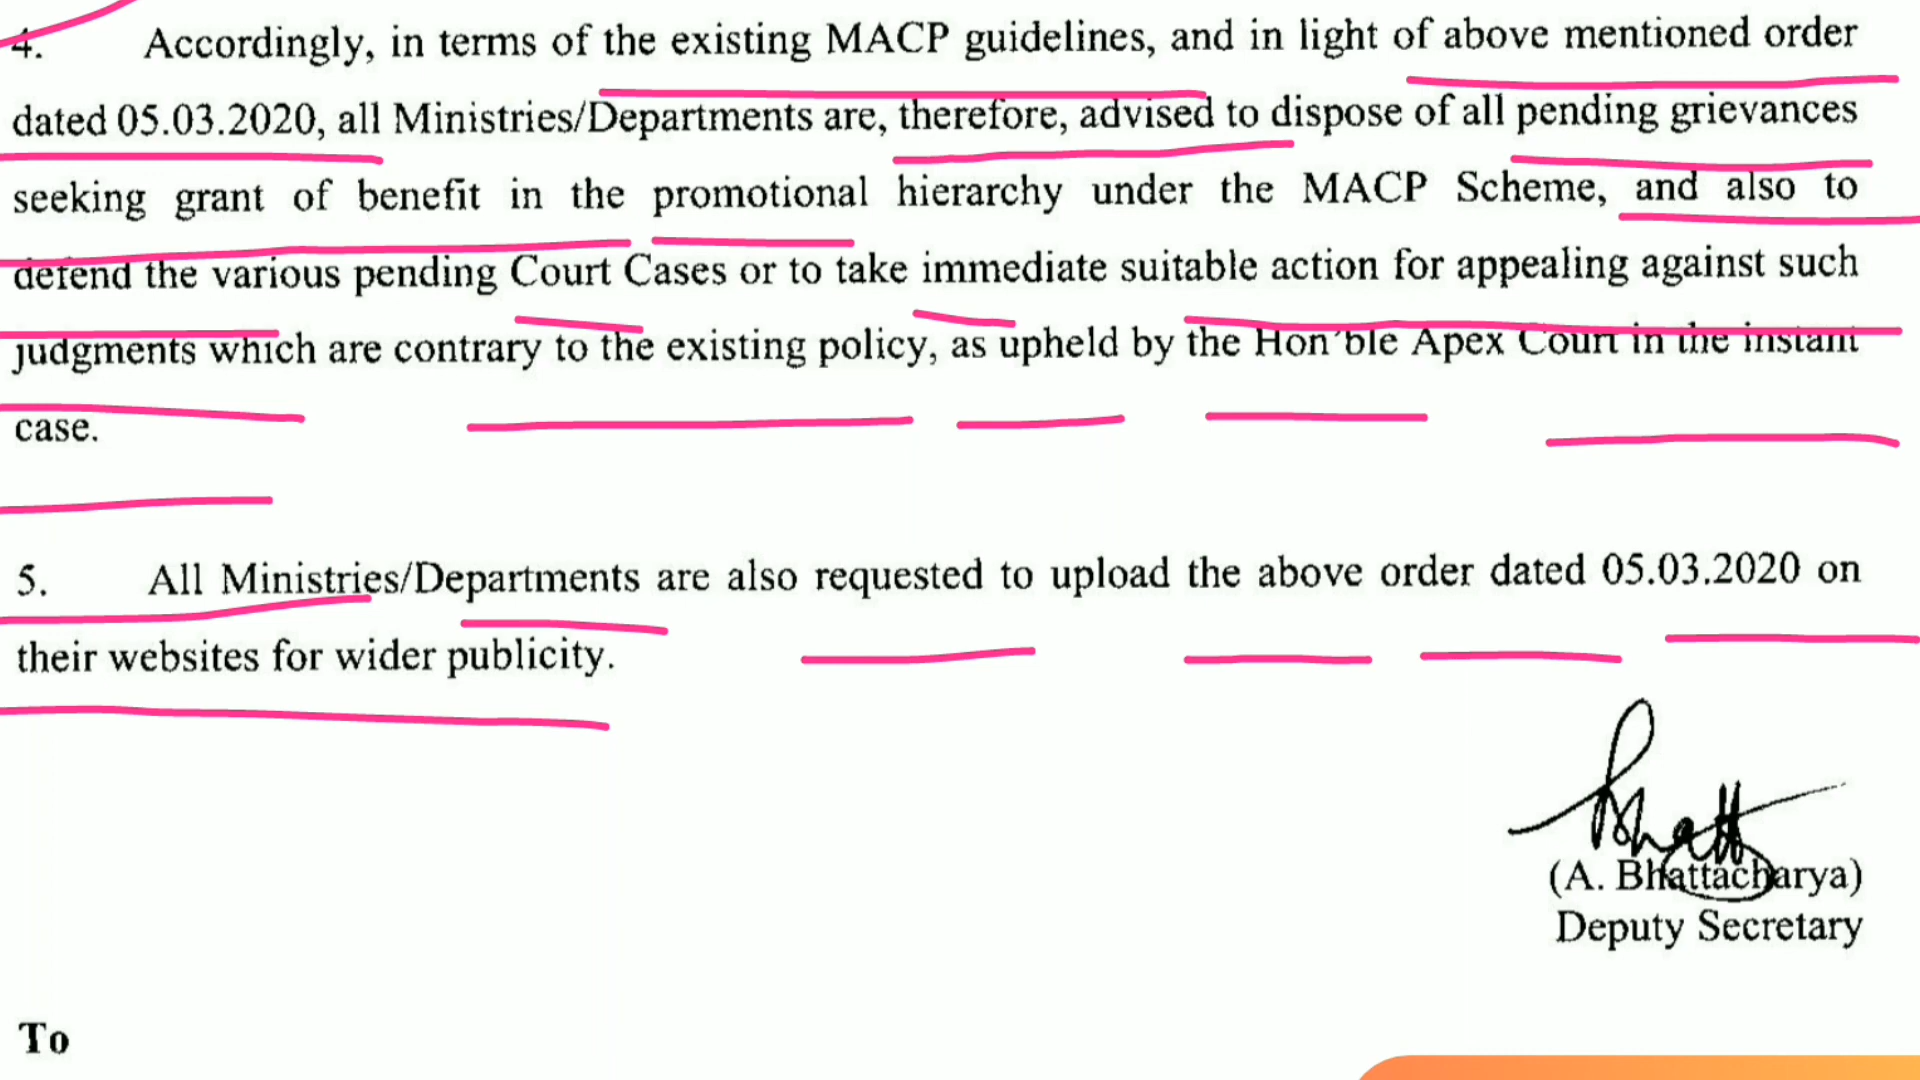 4. Accordingly, in terms of the existing MACP guidelines, and in light of above mentioned order
dated 05.03.2020, all Ministries/Departments are, therefore, advised to dispose of all pending grievances
seeking grant of benefit in the promotional hierarchy under the MACP Scheme, and also to
defend the various pending Court Cases or to take immediate suitable action for appealing against such
judgments which are contrary to the existing policy, as upheld by the Hon'ble Apex Court in the instant
case.
5. All Ministries/Departments are also requested to upload the above order dated 05.03.2020 on
their websites for wider publicity.
(A. Bhattacharya)
Deputy Secretary
To